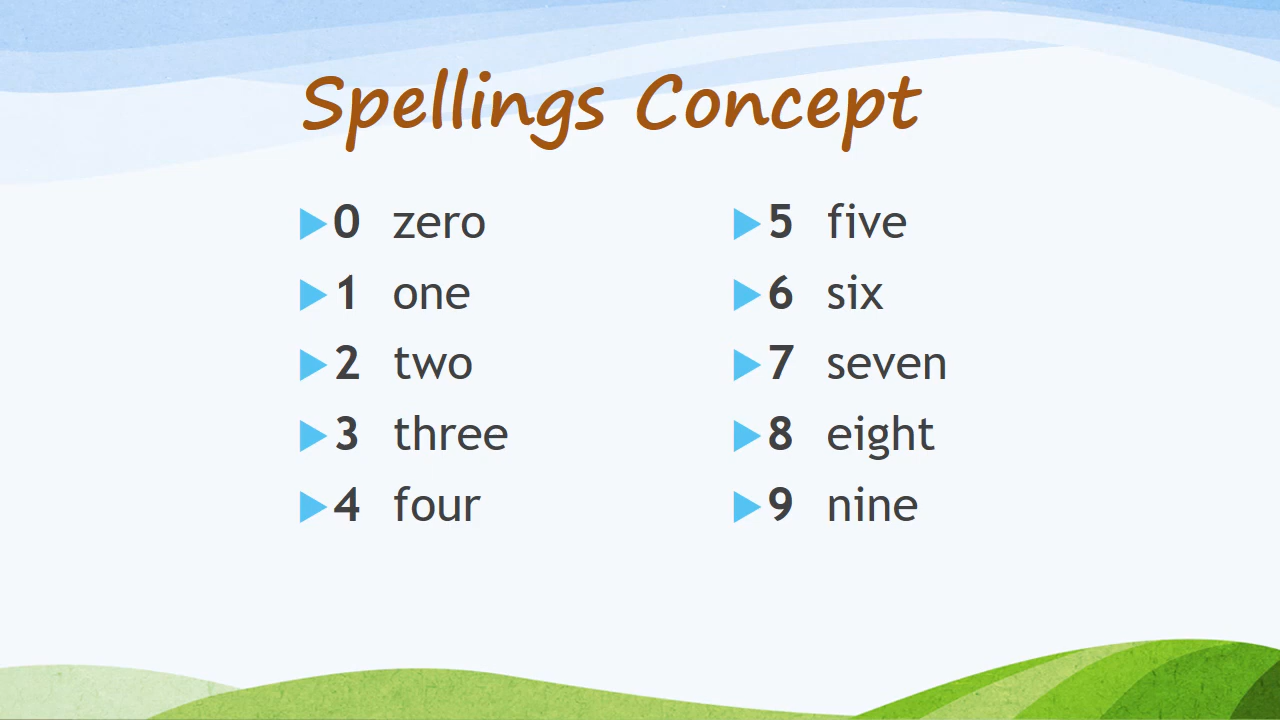 Spellings Concept
0 zero
1 one
2 two
3 three
4 four
5 five
6 six
7 seven
8 eight
9 nine